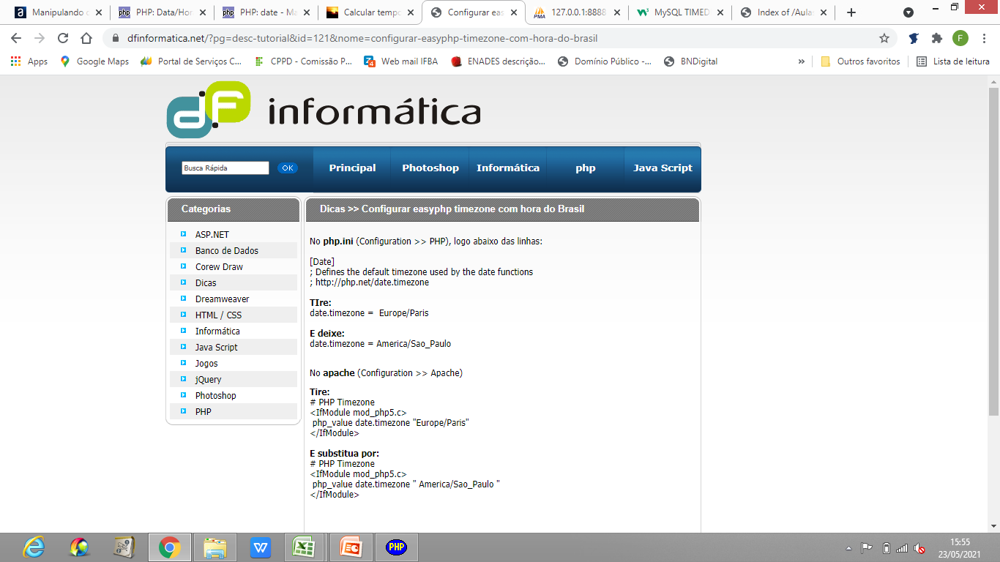 Manipulando d
PHP: Data/Hor
PHP: date - Ma
Calcular tempo
Configurar eas
127.0.0.1:8888
MySQL TIMED
Index of /Aula
dfinformatica.net/?pg=desc-tutorial&id=121&nome=configurar-easyphp-timezone-com-hora-do-brasil
F
Apps
Google Maps
Portal de Serviços C...
CPPD - Comissão P...
Web mail IFBA
ENADES descrição...
Domínio Público -...
BNDigital
»
Outros favoritos
Lista de leitura
dF informática
Busca Rápida
OK
Principal
Photoshop
Informática
php
Java Script
Categorias
ASP.NET
Banco de Dados
Corew Draw
Dicas
Dreamweaver
HTML / CSS
Informática
Java Script
Jogos
jQuery
Photoshop
PHP
Dicas >> Configurar easyphp timezone com hora do Brasil
No php.ini (Configuration >> PHP), logo abaixo das linhas:
[Date]
; Defines the default timezone used by the date functions
; http://php.net/date.timezone
TIre:
date.timezone =  Europe/Paris
E deixe:
date.timezone = America/Sao_Paulo
No apache (Configuration >> Apache)
Tire:
# PHP Timezone
<IfModule mod_php5.c>
php_value date.timezone "Europe/Paris"
</IfModule>
E substitua por:
# PHP Timezone
<IfModule mod_php5.c>
php_value date.timezone " America/Sao_Paulo "
</IfModule>
PHP
15:55
23/05/2021